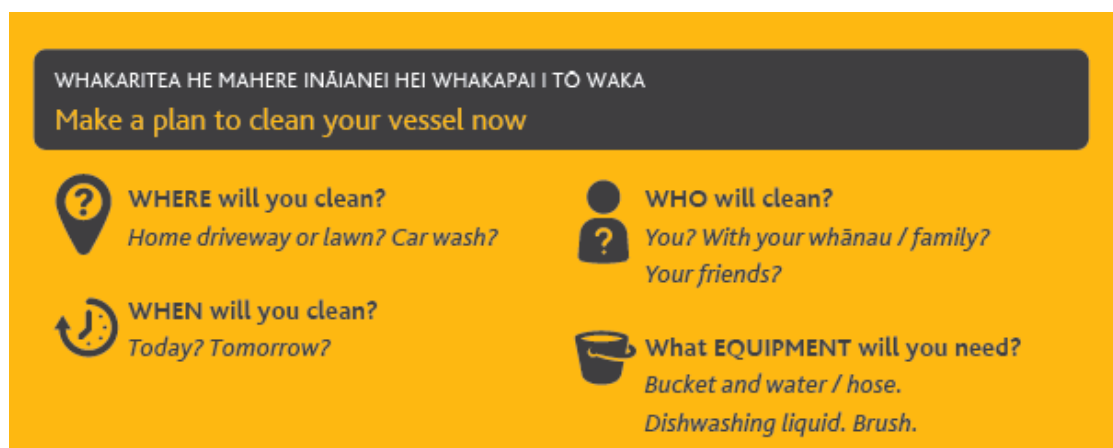 WHAKARITEA HE MAHERE INĀIANEI HEI WHAKAPAI I TŌ WAKA
Make a plan to clean your vessel now
WHERE will you clean?
Home driveway or lawn? Car wash?
WHEN will you clean?
Today? Tomorrow?
WHO will clean?
You? With your whānau / family?
Your friends?
What EQUIPMENT will you need?
Bucket and water / hose.
Dishwashing liquid. Brush.